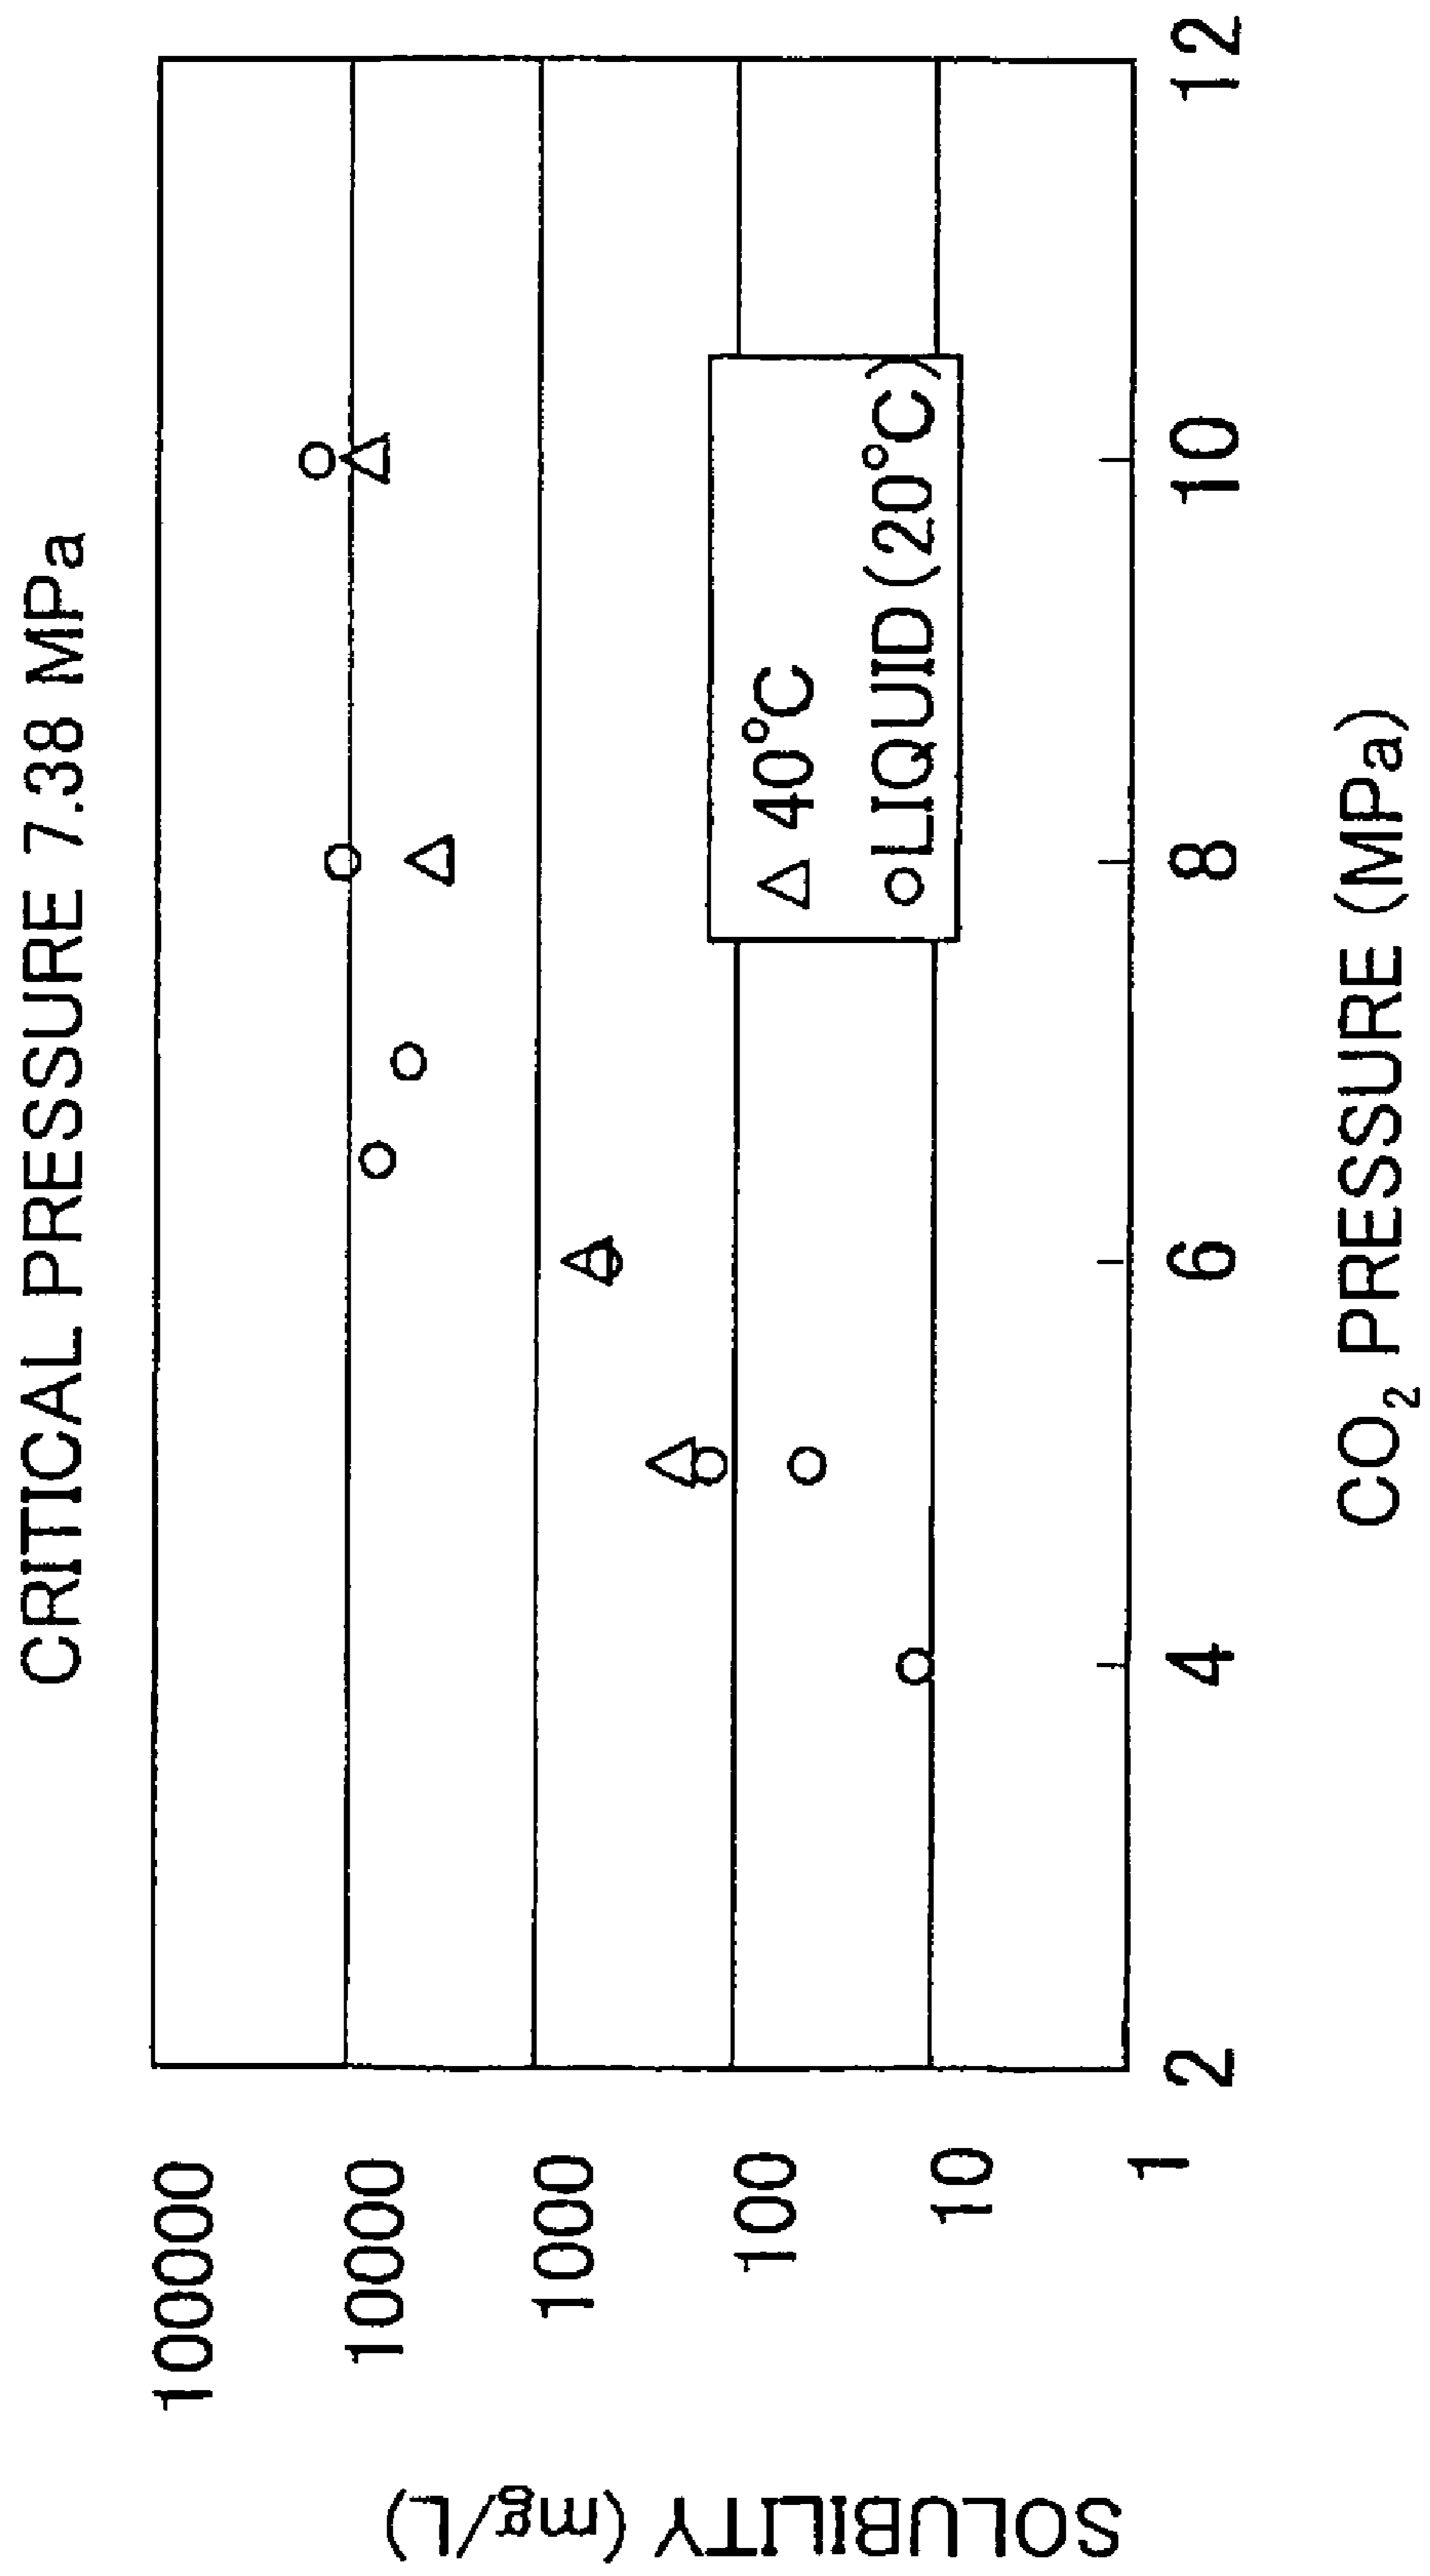 CRITICAL PRESSURE 7.38 MPa
SOLUBILITY (mg/L)
100000
10000
1000
100
10
1
△ 40°C
○LIQUID (20°C)
2 4 6 8 10 12
CO₂ PRESSURE (MPa)